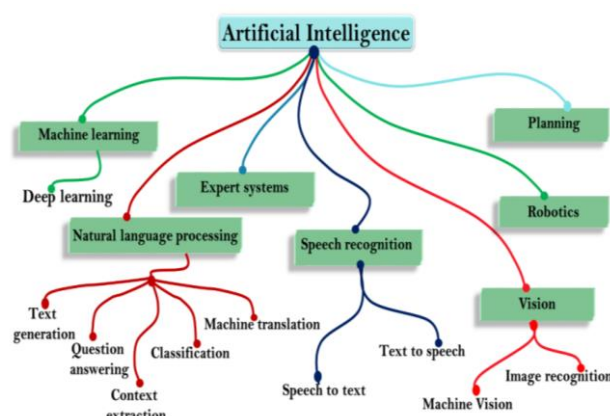 Artificial Intelligence
Machine learning
Planning
Deep learning
Expert systems
Robotics
Natural language processing
Speech recognition
Text
generation
Question
answering
Context
extraction
Classification
Machine translation
Speech to text
Text to speech
Vision
Machine Vision
Image recognition